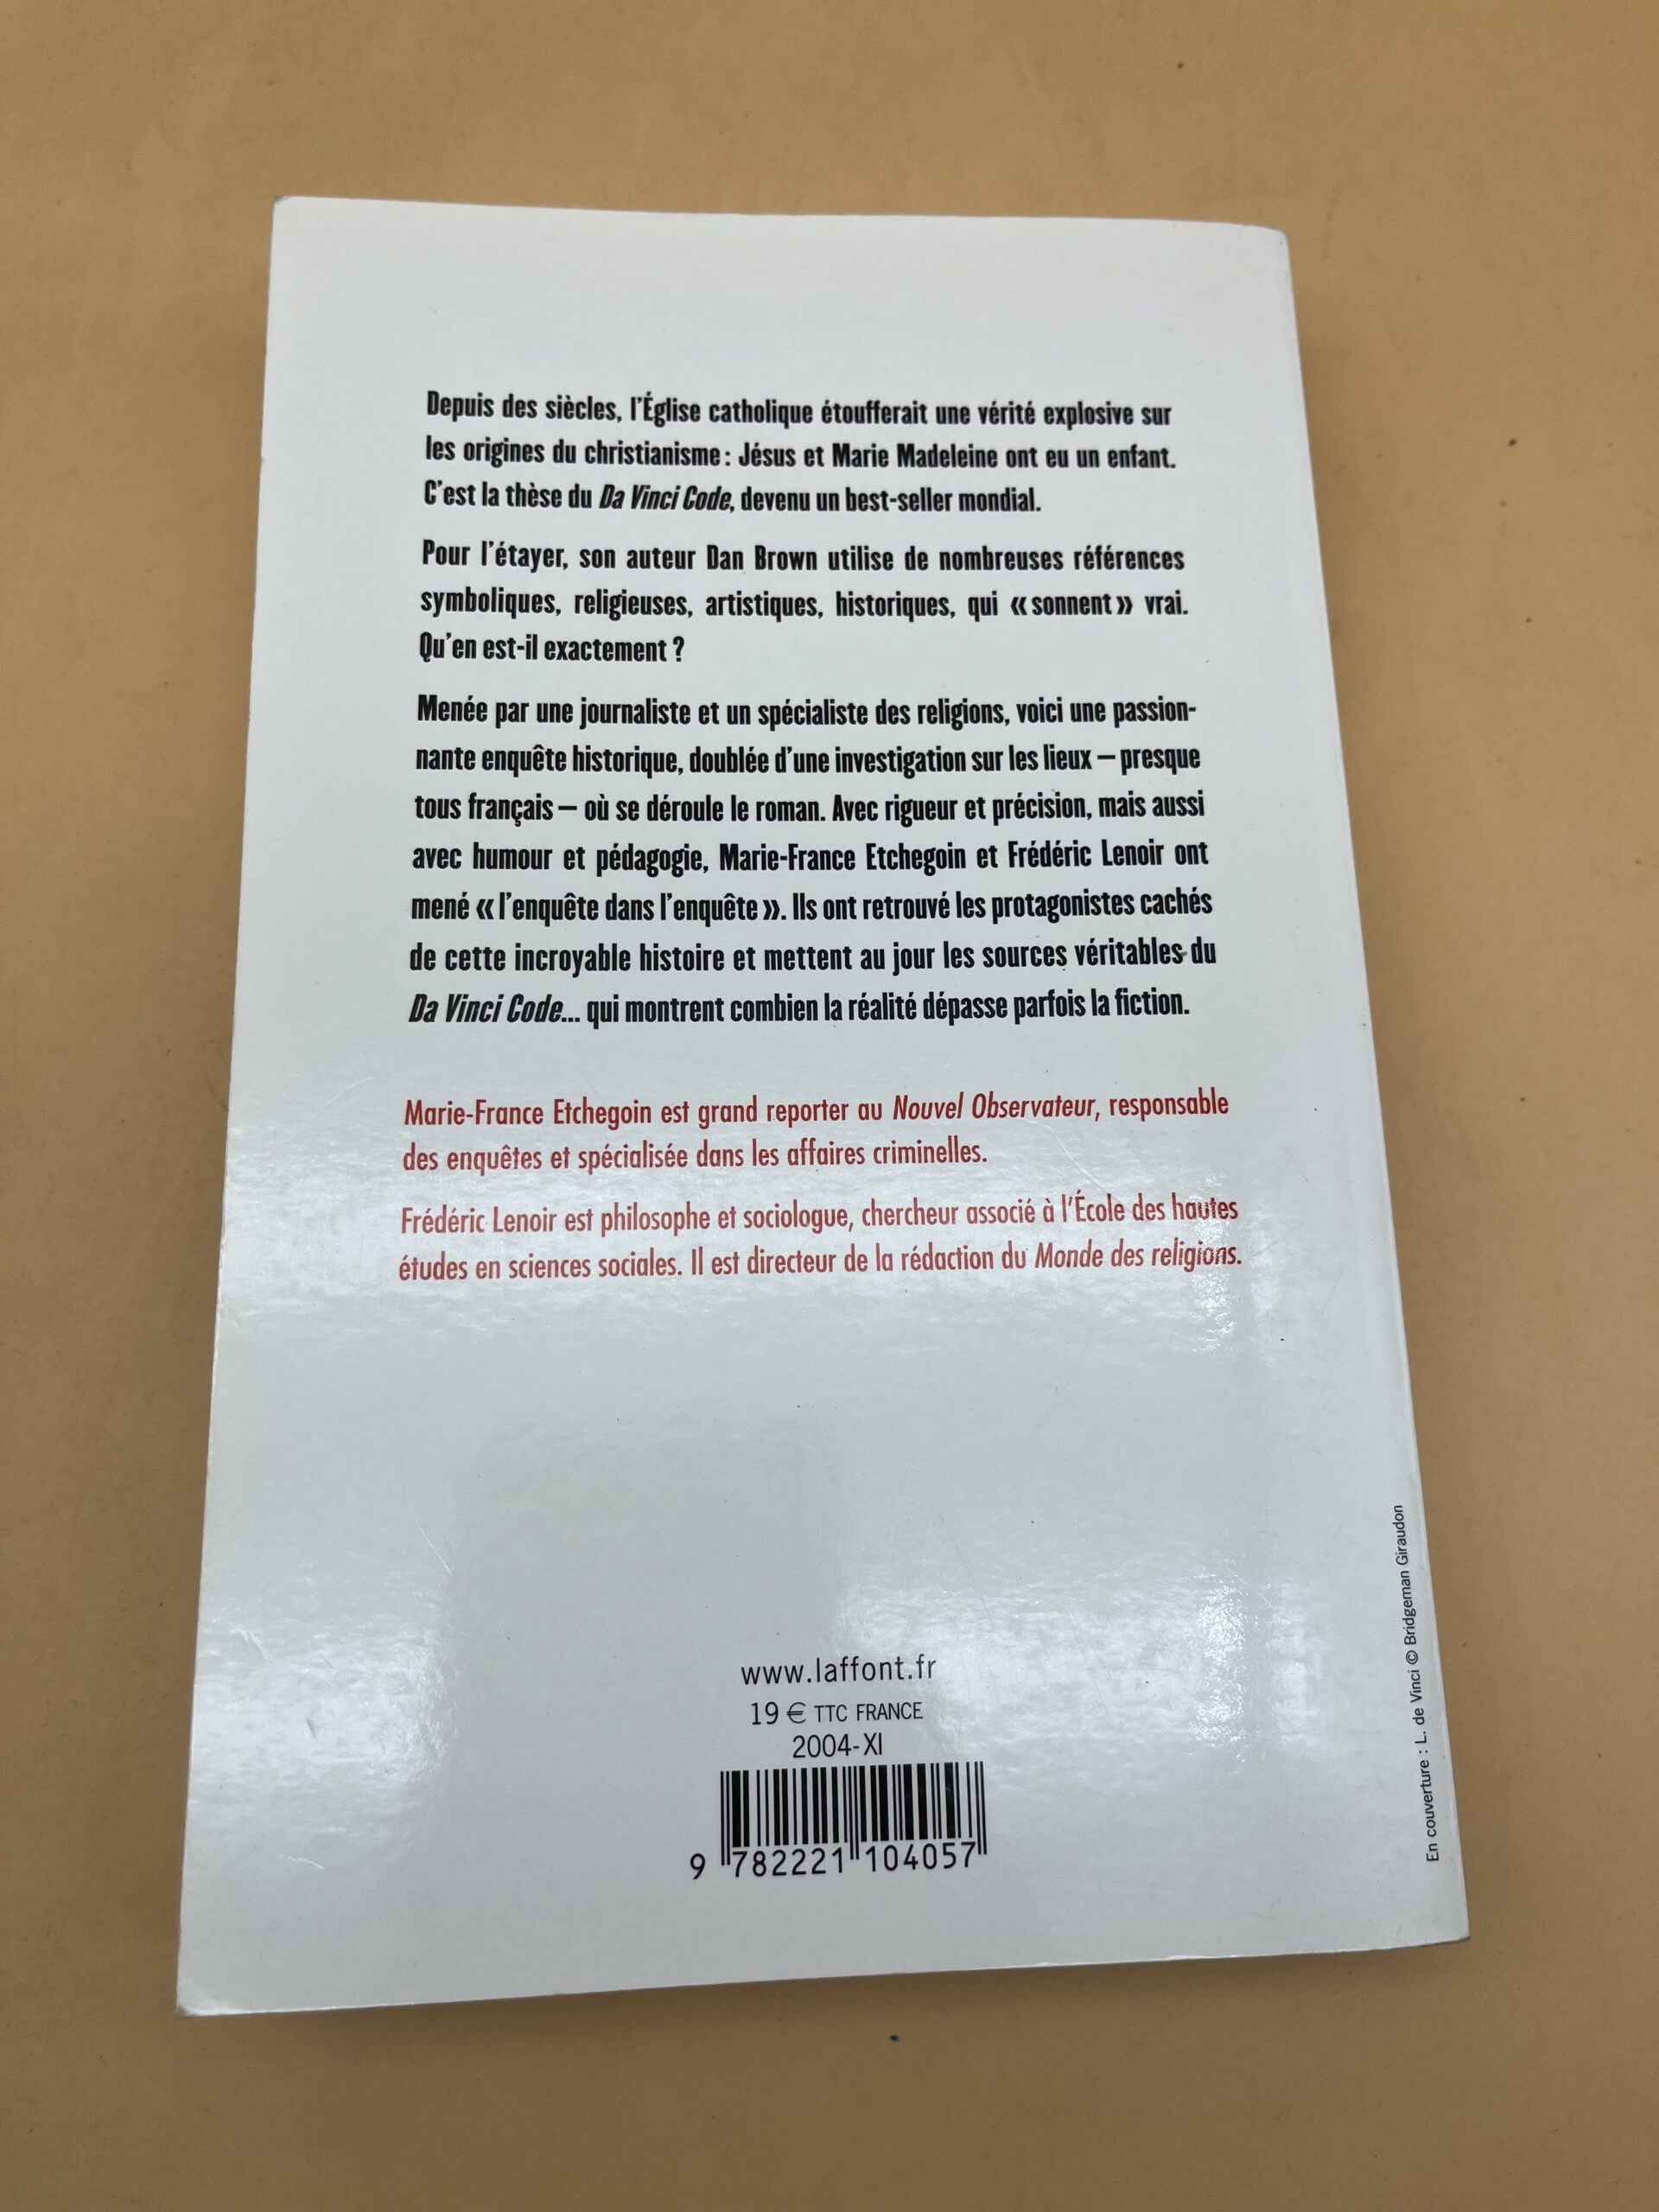 Depuis des siècles, l'Église catholique étoufferait une vérité explosive sur
les origines du christianisme : Jésus et Marie Madeleine ont eu un enfant.
C'est la thèse du Da Vinci Code, devenu un best-seller mondial.
Pour l'étayer, son auteur Dan Brown utilise de nombreuses références
symboliques, religieuses, artistiques, historiques, qui « sonnent » vrai.
Qu'en est-il exactement ?
Menée par une journaliste et un spécialiste des religions, voici une passion-
nante enquête historique, doublée d'une investigation sur les lieux – presque
tous français – où se déroule le roman. Avec rigueur et précision, mais aussi
avec humour et pédagogie, Marie-France Etchegoin et Frédéric Lenoir ont
mené « l'enquête dans l'enquête ». Ils ont retrouvé les protagonistes cachés
de cette incroyable histoire et mettent au jour les sources véritables du
Da Vinci Code... qui montrent combien la réalité dépasse parfois la fiction.
Marie-France Etchegoin est grand reporter au Nouvel Observateur, responsable
des enquêtes et spécialisée dans les affaires criminelles.
Frédéric Lenoir est philosophe et sociologue, chercheur associé à l'École des hautes
études en sciences sociales. Il est directeur de la rédaction du Monde des religions.
www.laffont.fr
19 € TTC FRANCE
2004-XI
9 782221 104057
En couverture : L. de Vinci © Bridgeman Giraudon